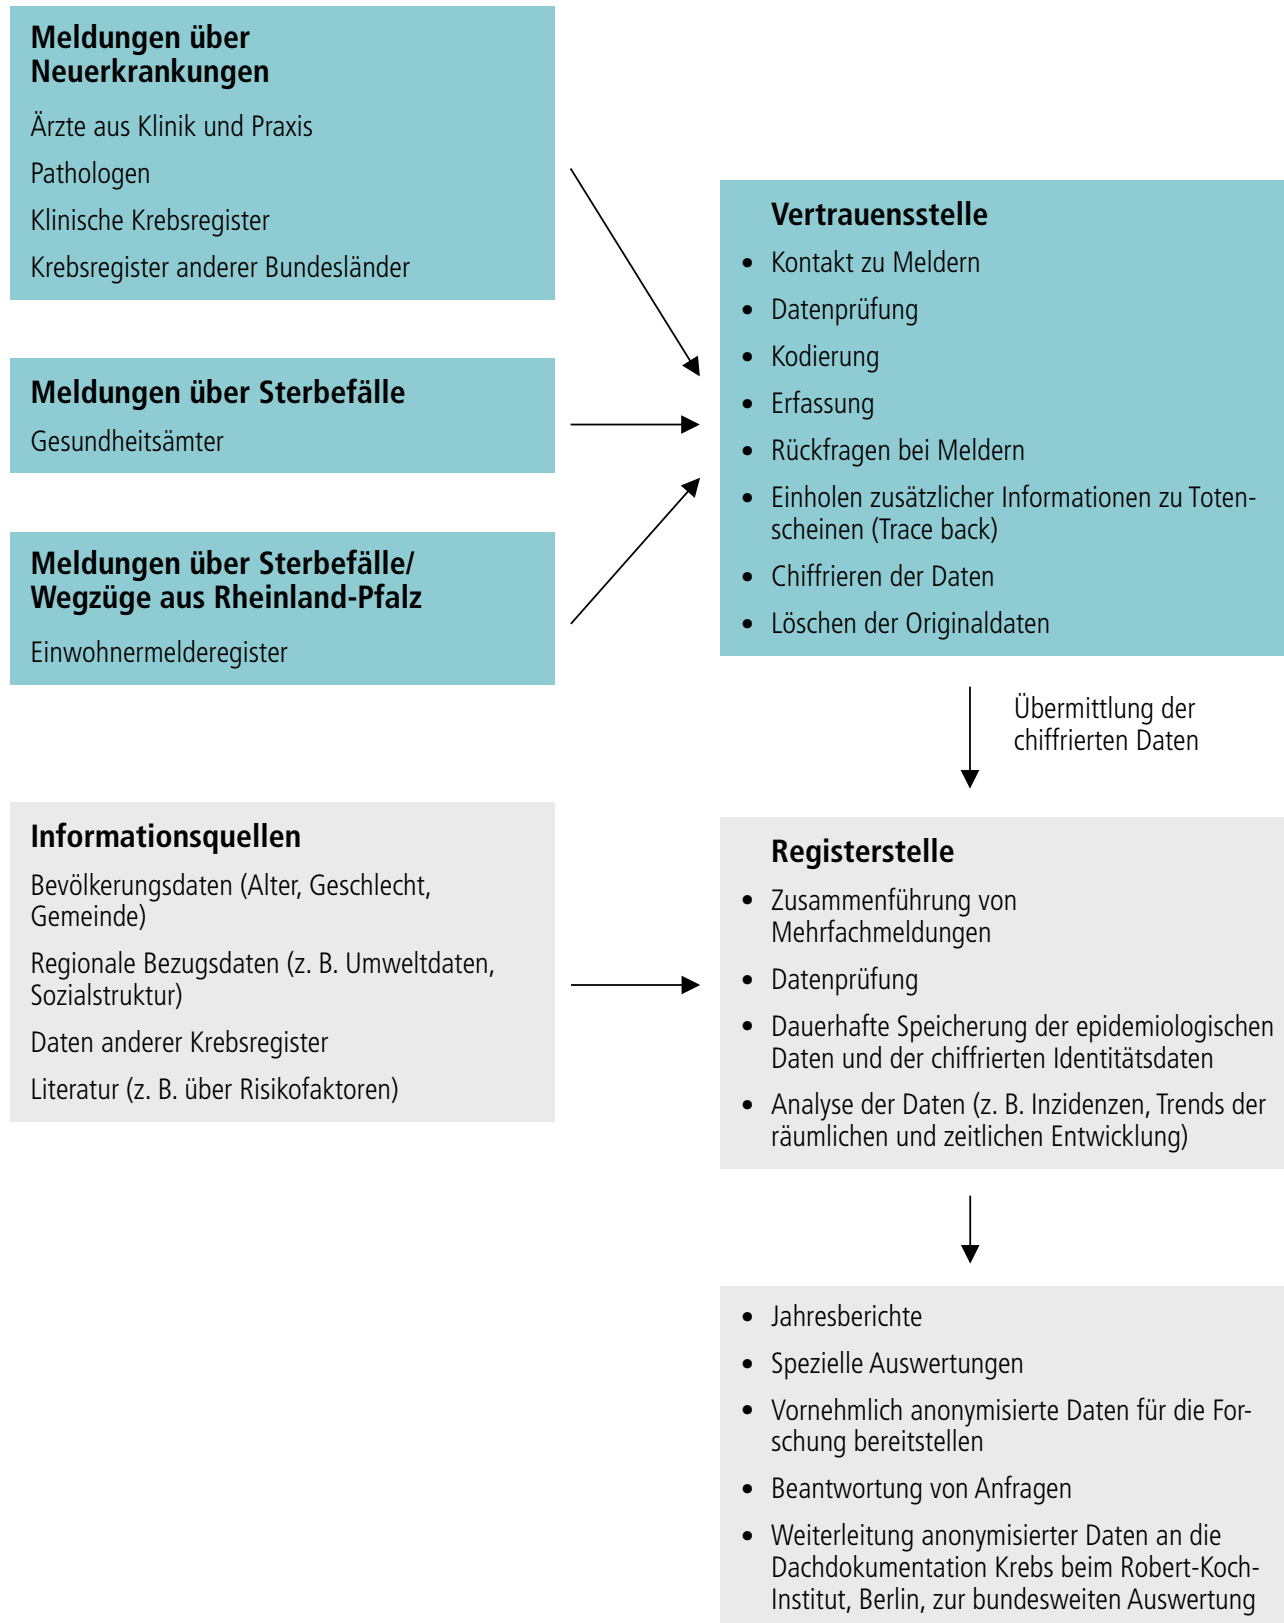 Meldungen über
Neuerkrankungen
Ärzte aus Klinik und Praxis
Pathologen
Klinische Krebsregister
Krebsregister anderer Bundesländer
Meldungen über Sterbefälle
Gesundheitsämter
Meldungen über Sterbefälle/
Wegzüge aus Rheinland-Pfalz
Einwohnermelderegister
Vertrauensstelle
• Kontakt zu Meldern
• Datenprüfung
• Kodierung
• Erfassung
• Rückfragen bei Meldern
• Einholen zusätzlicher Informationen zu Toten-
scheinen (Trace back)
• Chiffrieren der Daten
• Löschen der Originaldaten
Übermittlung der
chiffrierten Daten
Informationsquellen
Bevölkerungsdaten (Alter, Geschlecht,
Gemeinde)
Regionale Bezugsdaten (z. B. Umweltdaten,
Sozialstruktur)
Daten anderer Krebsregister
Literatur (z. B. über Risikofaktoren)
Registerstelle
• Zusammenführung von
Mehrfachmeldungen
• Datenprüfung
• Dauerhafte Speicherung der epidemiologischen
Daten und der chiffrierten Identitätsdaten
• Analyse der Daten (z. B. Inzidenzen, Trends der
räumlichen und zeitlichen Entwicklung)
• Jahresberichte
• Spezielle Auswertungen
• Vornehmlich anonymisierte Daten für die For-
schung bereitstellen
• Beantwortung von Anfragen
• Weiterleitung anonymisierter Daten an die
Dachdokumentation Krebs beim Robert-Koch-
Institut, Berlin, zur bundesweiten Auswertung